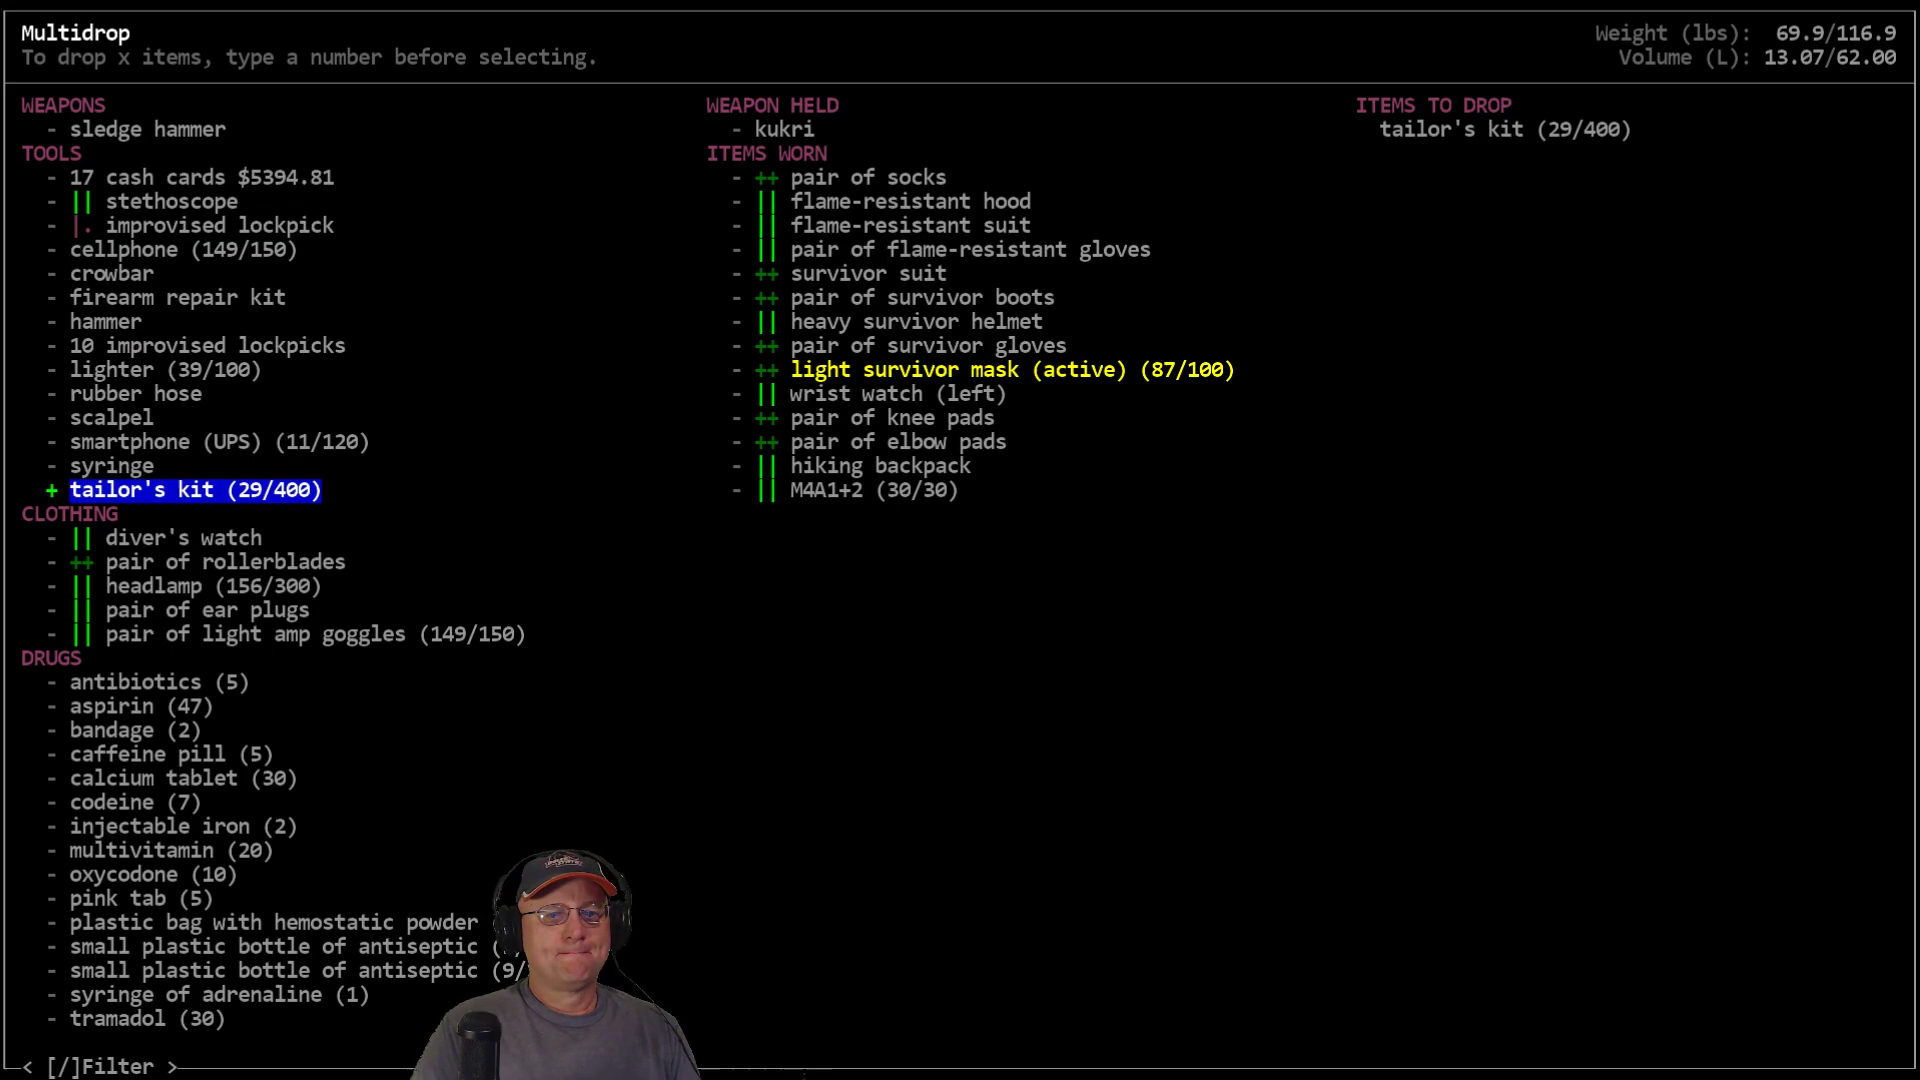 Multidrop
To drop x items, type a number before selecting.
Weight (lbs): 69.9/116.9
Volume (L): 13.07/62.00
WEAPONS
- sledge hammer
TOOLS
- 17 cash cards $5394.81
- || stethoscope
- |. improvised lockpick
- cellphone (149/150)
- crowbar
- firearm repair kit
- hammer
- 10 improvised lockpicks
- lighter (39/100)
- rubber hose
- scalpel
- smartphone (UPS) (11/120)
- syringe
+ tailor's kit (29/400)
CLOTHING
- || diver's watch
- ++ pair of rollerblades
- || headlamp (156/300)
- || pair of ear plugs
- || pair of light amp goggles (149/150)
DRUGS
- antibiotics (5)
- aspirin (47)
- bandage (2)
- caffeine pill (5)
- calcium tablet (30)
- codeine (7)
- injectable iron (2)
- multivitamin (20)
- oxycodone (10)
- pink tab (5)
- plastic bag with hemostatic powder
- small plastic bottle of antiseptic (
- small plastic bottle of antiseptic (9/
- syringe of adrenaline (1)
- tramadol (30)
WEAPON HELD
- kukri
ITEMS WORN
- ++ pair of socks
- || flame-resistant hood
- || flame-resistant suit
- || pair of flame-resistant gloves
- ++ survivor suit
- ++ pair of survivor boots
- || heavy survivor helmet
- ++ pair of survivor gloves
- ++ light survivor mask (active) (87/100)
- || wrist watch (left)
- ++ pair of knee pads
- ++ pair of elbow pads
- || hiking backpack
- || M4A1+2 (30/30)
ITEMS TO DROP
tailor's kit (29/400)
< [/]Filter >